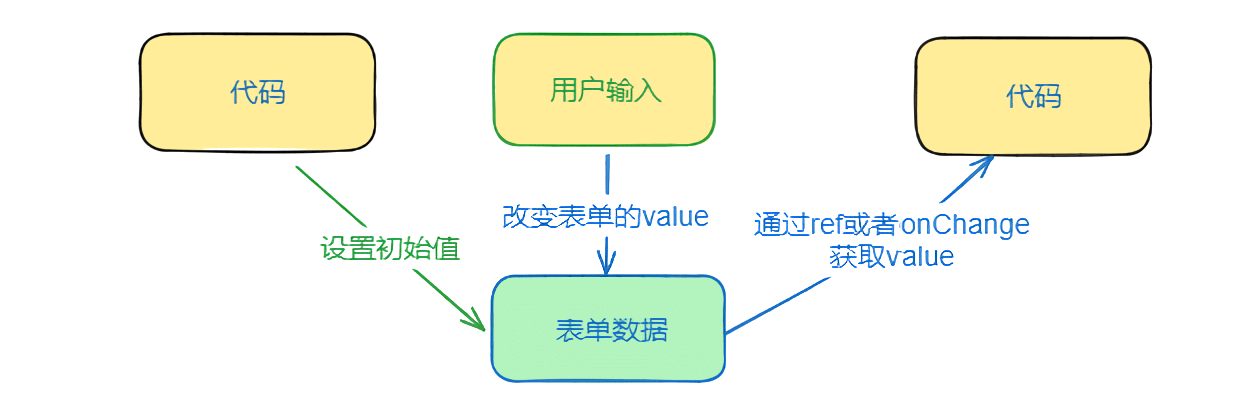 代码
用户输入
代码
改变表单的value
通过ref或者onChange
获取value
设置初始值
表单数据